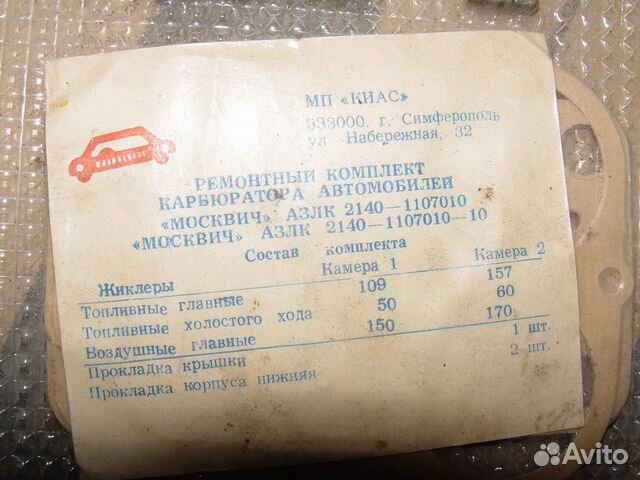 МП «КИАС»
333000, г. Симферополь
ул Набережная, 32
РЕМОНТНЫЙ КОМПЛЕКТ
КАРБЮРАТОРА АВТОМОБИЛЕЙ
«МОСКВИЧ» АЗЛК 2140—1107010
«МОСКВИЧ» АЗЛК 2140—1107010—10
Состав комплекта
Жиклеры Камера 1 Камера 2
Топливные главные 109 157
Топливные холостого хода 50 60
Воздушные главные 150 170
Прокладка крышки 1 шт.
Прокладка корпуса нижняя 2 шт.
Avito